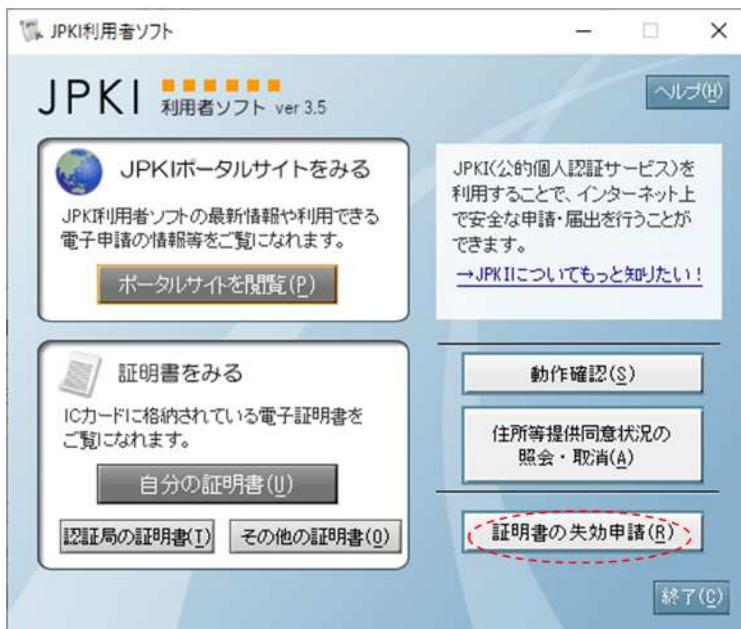 JPKI利用者ソフト
JPKI
利用者ソフト ver 3.5
ヘルプ(H)
JPKIポータルサイトをみる
JPKI利用者ソフトの最新情報や利用できる
電子申請の情報等をご覧になれます。
ポータルサイトを閲覧(P)
JPKI(公的個人認証サービス)を
利用することで、インターネット上
で安全な申請・届出を行うことが
できます。
→JPKIについてもっと知りたい!
証明書をみる
ICカードに格納されている電子証明書を
ご覧になれます。
自分の証明書(U)
認証局の証明書(T)
その他の証明書(O)
動作確認(S)
住所等提供同意状況の
照会・取消(A)
証明書の失効申請(R)
終了(C)